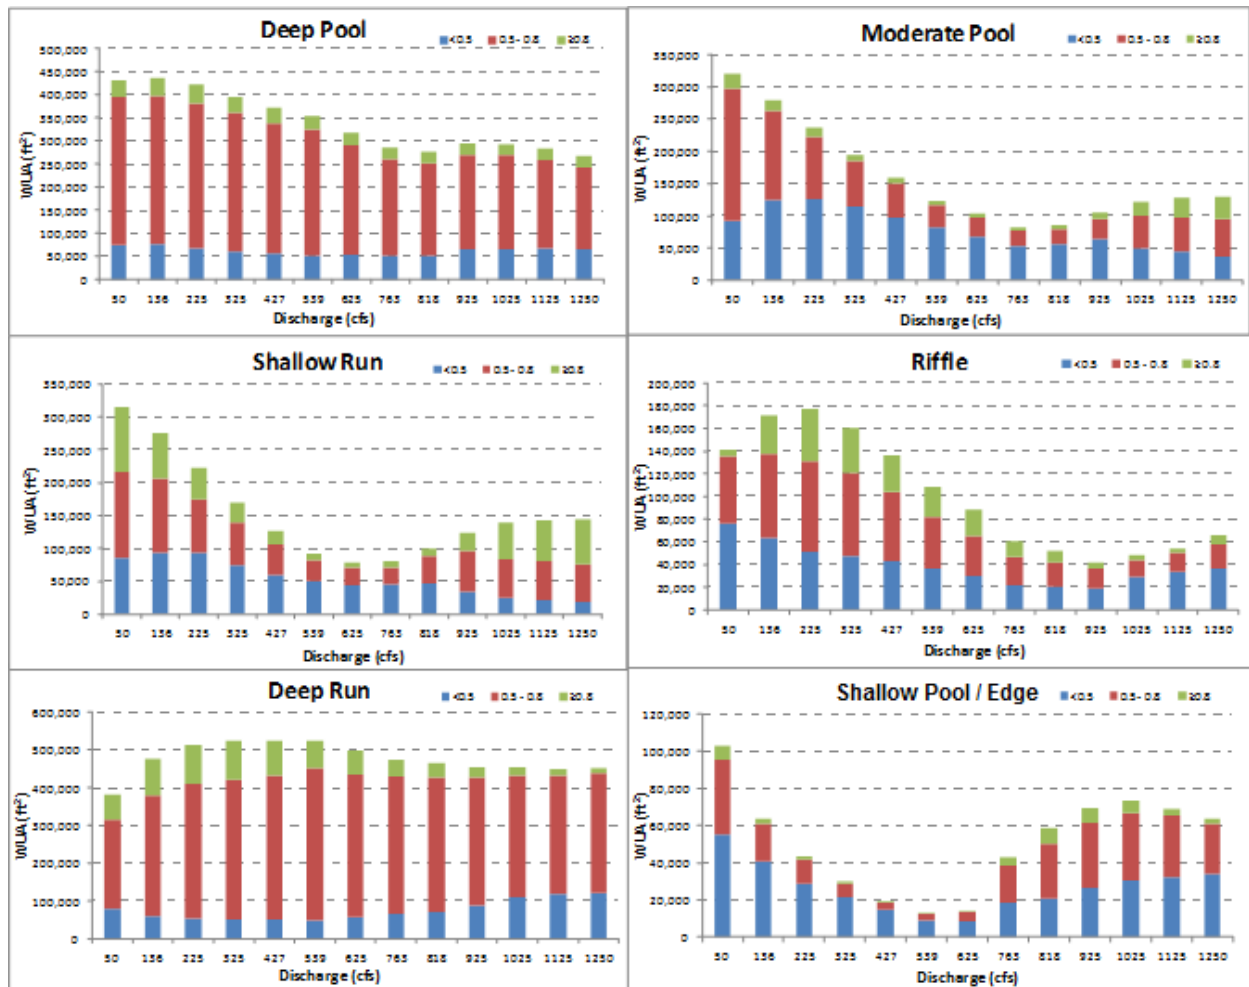 Deep Pool
<0.5 0.5 - 0.8 ≥0.8
500,000
450,000
400,000
350,000
300,000
250,000
200,000
150,000
100,000
50,000
0
WUA (ft²)
50 136 225 325 427 539 625 765 818 925 1025 1125 1250
Discharge (cfs)
Moderate Pool
<0.5 0.5 - 0.8 ≥0.8
350,000
300,000
250,000
200,000
150,000
100,000
50,000
0
WUA (ft²)
50 136 225 325 427 539 625 765 818 925 1025 1125 1250
Discharge (cfs)
Shallow Run
<0.5 0.5 - 0.8 ≥0.8
350,000
300,000
250,000
200,000
150,000
100,000
50,000
0
WUA (ft²)
50 136 225 325 427 539 625 765 818 925 1025 1125 1250
Discharge (cfs)
Riffle
<0.5 0.5 - 0.8 ≥0.8
200,000
180,000
160,000
140,000
120,000
100,000
80,000
60,000
40,000
20,000
0
WUA (ft²)
50 136 225 325 427 539 625 765 818 925 1025 1125 1250
Discharge (cfs)
Deep Run
<0.5 0.5 - 0.8 ≥0.8
600,000
500,000
400,000
300,000
200,000
100,000
0
WUA (ft²)
50 136 225 325 427 539 625 765 818 925 1025 1125 1250
Discharge (cfs)
Shallow Pool / Edge
<0.5 0.5 - 0.8 ≥0.8
120,000
100,000
80,000
60,000
40,000
20,000
0
WUA (ft²)
50 136 225 325 427 539 625 765 818 925 1025 1125 1250
Discharge (cfs)